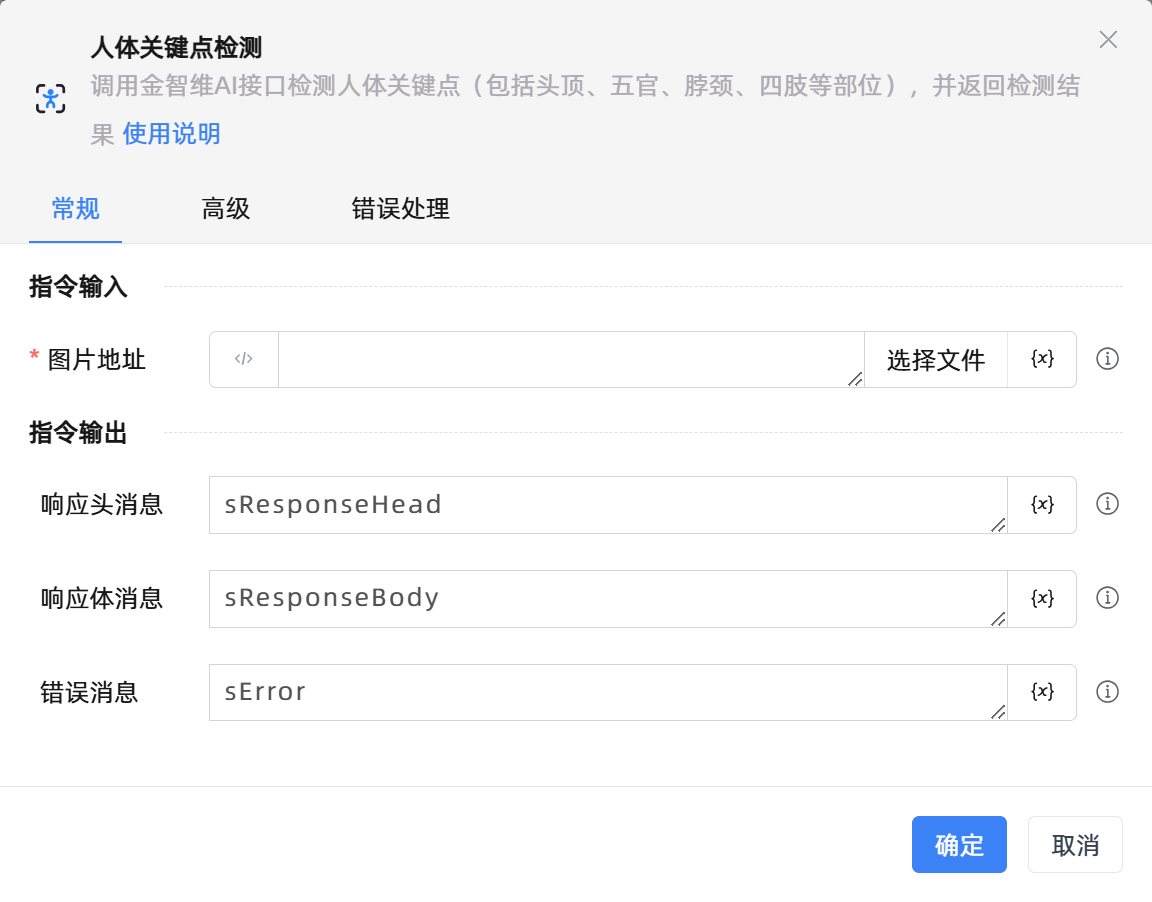 人体关键点检测
调用金智维AI接口检测人体关键点（包括头顶、五官、脖颈、四肢等部位），并返回检测结
果 使用说明
常规 高级 错误处理
指令输入
* 图片地址 </> 选择文件 {x}
指令输出
响应头消息 sResponseHead {x}
响应体消息 sResponseBody {x}
错误消息 sError {x}
确定 取消